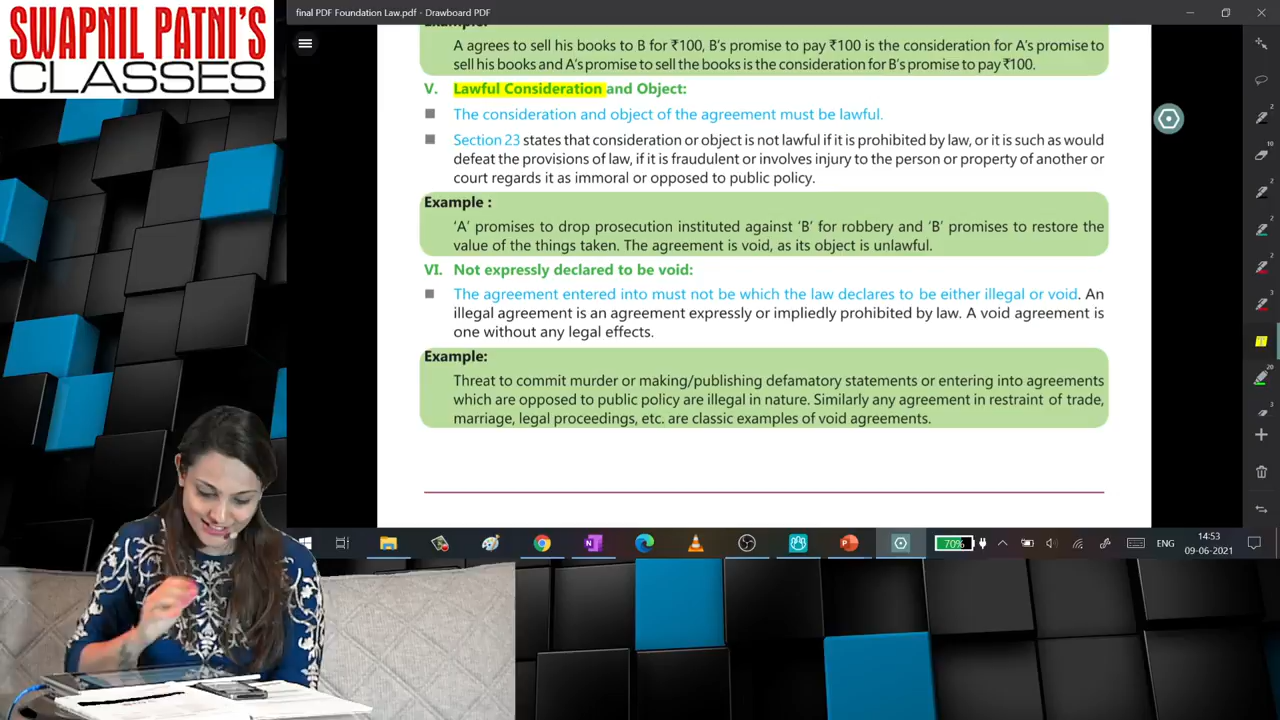 SWAPNIL PATNI'S
CLASSES
final PDF Foundation Law.pdf - Drawboard PDF
Example:
A agrees to sell his books to B for ₹100, B's promise to pay ₹100 is the consideration for A's promise to
sell his books and A's promise to sell the books is the consideration for B's promise to pay ₹100.
V. Lawful Consideration and Object:
■ The consideration and object of the agreement must be lawful.
■ Section 23 states that consideration or object is not lawful if it is prohibited by law, or it is such as would
defeat the provisions of law, if it is fraudulent or involves injury to the person or property of another or
court regards it as immoral or opposed to public policy.
Example :
'A' promises to drop prosecution instituted against 'B' for robbery and 'B' promises to restore the
value of the things taken. The agreement is void, as its object is unlawful.
VI. Not expressly declared to be void:
■ The agreement entered into must not be which the law declares to be either illegal or void. An
illegal agreement is an agreement expressly or impliedly prohibited by law. A void agreement is
one without any legal effects.
Example:
Threat to commit murder or making/publishing defamatory statements or entering into agreements
which are opposed to public policy are illegal in nature. Similarly any agreement in restraint of trade,
marriage, legal proceedings, etc. are classic examples of void agreements.
70%
ENG
14:53
09-06-2021